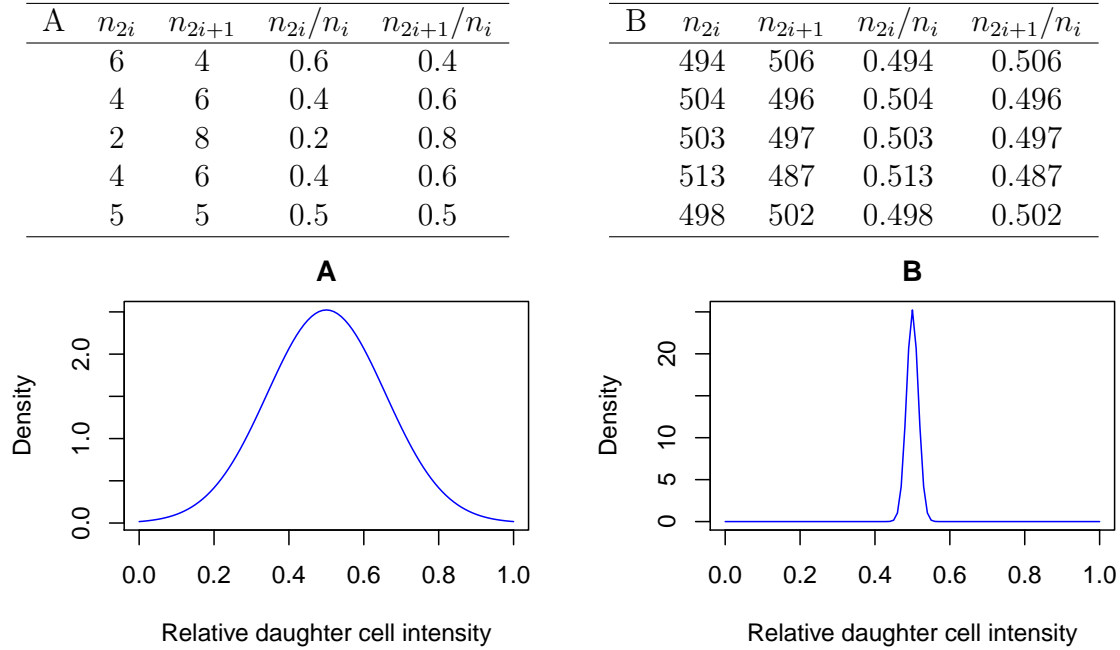 A n_{2i} n_{2i+1} n_{2i}/n_i n_{2i+1}/n_i
6 4 0.6 0.4
4 6 0.4 0.6
2 8 0.2 0.8
4 6 0.4 0.6
5 5 0.5 0.5
B n_{2i} n_{2i+1} n_{2i}/n_i n_{2i+1}/n_i
494 506 0.494 0.506
504 496 0.504 0.496
503 497 0.503 0.497
513 487 0.513 0.487
498 502 0.498 0.502
A
Density
2.0
1.0
0.0
0.0 0.2 0.4 0.6 0.8 1.0
Relative daughter cell intensity
B
Density
20
10
5
0
0.0 0.2 0.4 0.6 0.8 1.0
Relative daughter cell intensity